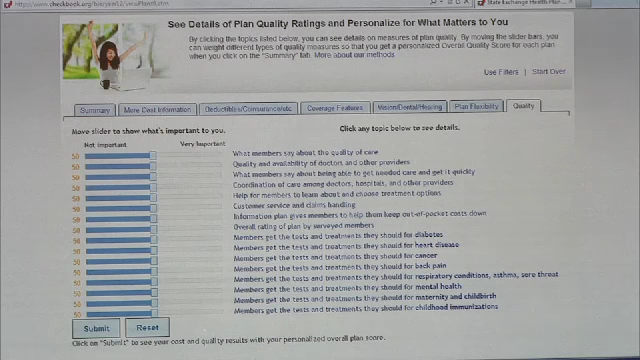 https://www.checkbook.org/
State Exchange Health Plan
See Details of Plan Quality Ratings and Personalize for What Matters to You
By clicking the topics listed below, you can see details on measures of plan quality. By moving the slider bars, you
can weight different types of quality measures so that you get a personalized Overall Quality Score for each plan
when you click on the "Summary" tab. More about our methods
Use Filters | Start Over
Summary
More Cost Information
Deductibles/Coinsurance/etc
Coverage Features
Vision/Dental/Hearing
Plan Flexibility
Quality
Move slider to show what's important to you.
Click any topic below to see details.
Not Important
Very Important
50 What members say about the quality of care
50 Quality and availability of doctors and other providers
50 What members say about being able to get needed care and get it quickly
50 Coordination of care among doctors, hospitals, and other providers
50 Help for members to learn about and choose treatment options
50 Customer service and claims handling
50 Information plan gives members to help them keep out-of-pocket costs down
50 Overall rating of plan by surveyed members
50 Members get the tests and treatments they should for diabetes
50 Members get the tests and treatments they should for heart disease
50 Members get the tests and treatments they should for cancer
50 Members get the tests and treatments they should for back pain
50 Members get the tests and treatments they should for respiratory conditions, asthma, sore throat
50 Members get the tests and treatments they should for mental health
50 Members get the tests and treatments they should for maternity and childbirth
50 Members get the tests and treatments they should for childhood immunizations
Submit
Reset
Click on "Submit" to see your cost and quality results with your personalized overall plan score.